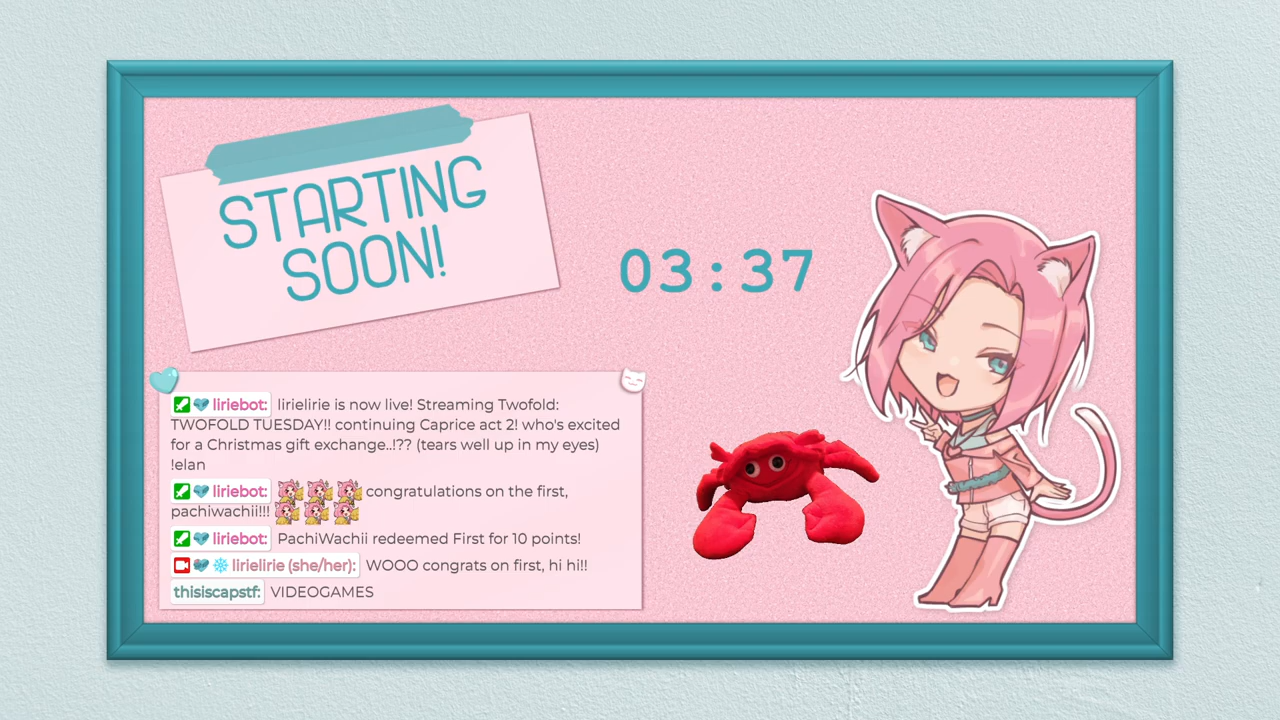 STARTING
SOON!
03:37
liriebot: lirielirie is now live! Streaming Twofold:
TWOFOLD TUESDAY!! continuing Caprice act 2! who's excited
for a Christmas gift exchange..!?? (tears well up in my eyes)
!elan
liriebot: congratulations on the first,
pachiwachii!!!
liriebot: PachiWachii redeemed First for 10 points!
lirielirie (she/her): WOOO congrats on first, hi hi!!
thisiscapstf: VIDEOGAMES